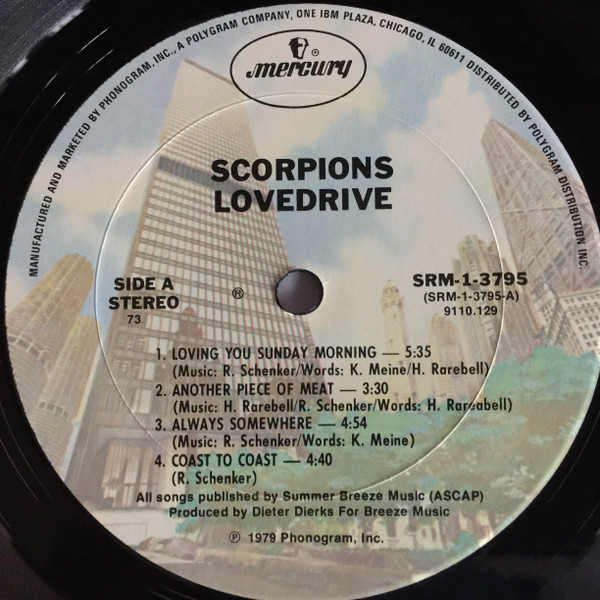 MANUFACTURED AND MARKETED BY PHONOGRAM, INC., A POLYGRAM COMPANY, ONE IBM PLAZA, CHICAGO, IL 60611 DISTRIBUTED BY POLYGRAM DISTRIBUTION INC.
mercury ®
SCORPIONS
LOVEDRIVE
SIDE A
STEREO
73
®
SRM-1-3795
(SRM-1-3795-A)
9110.129
1. LOVING YOU SUNDAY MORNING — 5:35
(Music: R. Schenker/Words: K. Meine/H. Rarebell)
2. ANOTHER PIECE OF MEAT — 3:30
(Music: H. Rarebell/R. Schenker/Words: H. Rareabell)
3. ALWAYS SOMEWHERE — 4:54
(Music: R. Schenker/Words: K. Meine)
4. COAST TO COAST — 4:40
(R. Schenker)
All songs published by Summer Breeze Music (ASCAP)
Produced by Dieter Dierks For Breeze Music
℗ 1979 Phonogram, Inc.